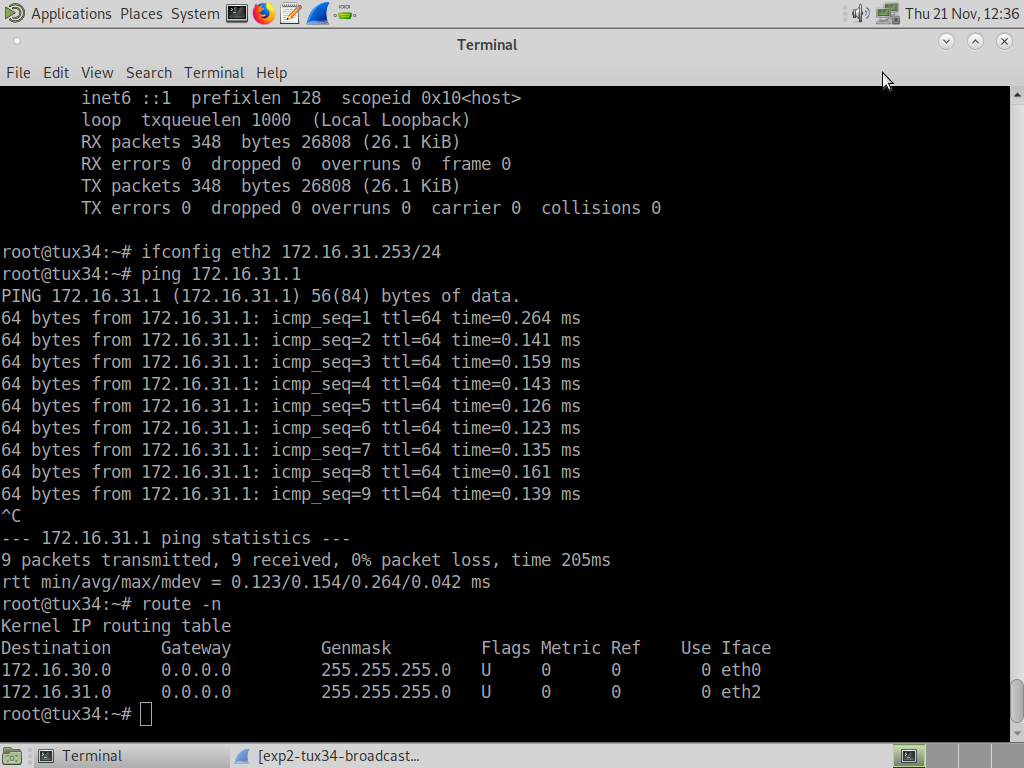 Applications Places System Thu 21 Nov, 12:36
Terminal
File Edit View Search Terminal Help
inet6 ::1  prefixlen 128  scopeid 0x10<host>
loop  txqueuelen 1000  (Local Loopback)
RX packets 348  bytes 26808 (26.1 KiB)
RX errors 0  dropped 0  overruns 0  frame 0
TX packets 348  bytes 26808 (26.1 KiB)
TX errors 0  dropped 0 overruns 0  carrier 0  collisions 0
root@tux34:~# ifconfig eth2 172.16.31.253/24
root@tux34:~# ping 172.16.31.1
PING 172.16.31.1 (172.16.31.1) 56(84) bytes of data.
64 bytes from 172.16.31.1: icmp_seq=1 ttl=64 time=0.264 ms
64 bytes from 172.16.31.1: icmp_seq=2 ttl=64 time=0.141 ms
64 bytes from 172.16.31.1: icmp_seq=3 ttl=64 time=0.159 ms
64 bytes from 172.16.31.1: icmp_seq=4 ttl=64 time=0.143 ms
64 bytes from 172.16.31.1: icmp_seq=5 ttl=64 time=0.126 ms
64 bytes from 172.16.31.1: icmp_seq=6 ttl=64 time=0.123 ms
64 bytes from 172.16.31.1: icmp_seq=7 ttl=64 time=0.135 ms
64 bytes from 172.16.31.1: icmp_seq=8 ttl=64 time=0.161 ms
64 bytes from 172.16.31.1: icmp_seq=9 ttl=64 time=0.139 ms
^C
--- 172.16.31.1 ping statistics ---
9 packets transmitted, 9 received, 0% packet loss, time 205ms
rtt min/avg/max/mdev = 0.123/0.154/0.264/0.042 ms
root@tux34:~# route -n
Kernel IP routing table
Destination     Gateway         Genmask         Flags Metric Ref    Use Iface
172.16.30.0     0.0.0.0         255.255.255.0   U     0      0        0 eth0
172.16.31.0     0.0.0.0         255.255.255.0   U     0      0        0 eth2
root@tux34:~#
Terminal [exp2-tux34-broadcast...